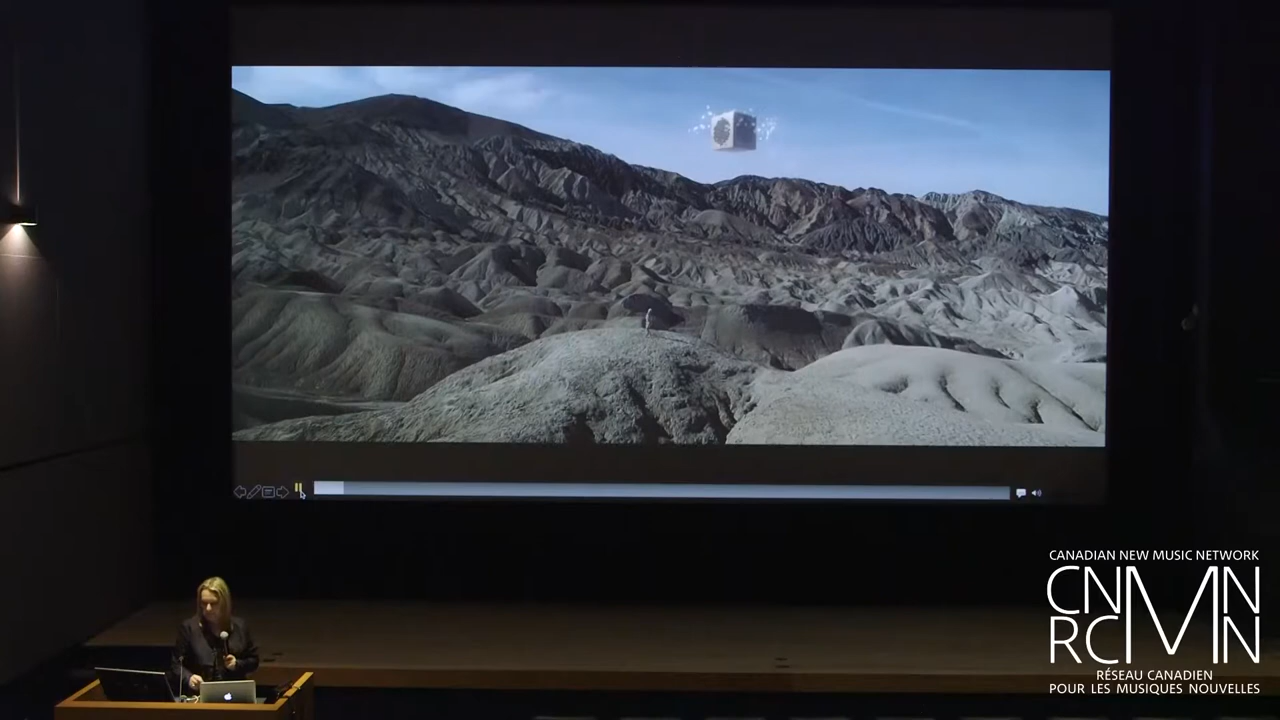 CANADIAN NEW MUSIC NETWORK
CNMN
RCMN
RÉSEAU CANADIEN
POUR LES MUSIQUES NOUVELLES